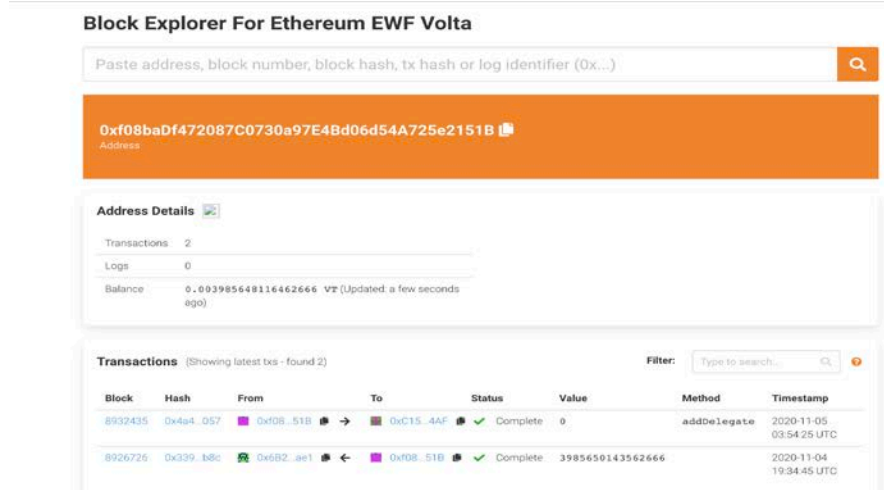 Block Explorer For Ethereum EWF Volta
Paste address, block number, block hash, tx hash or log identifier (0x...)
0xf08baDf472087C0730a97E4Bd06d54A725e2151B
Address
Address Details
Transactions 2
Logs 0
Balance 0.003985648116462666 VT (Updated: a few seconds
ago)
Transactions (Showing latest txs - found 2)
Filter: Type to search...
Block Hash From To Status Value Method Timestamp
8932435 0x4a4...057 0xf08...51B → 0xC15...4AF Complete 0 addDelegate 2020-11-05
03:54:25 UTC
8926726 0x339...b8c 0x6B2...ae1 ← 0xf08...51B Complete 3985650143562666 2020-11-04
19:34:45 UTC